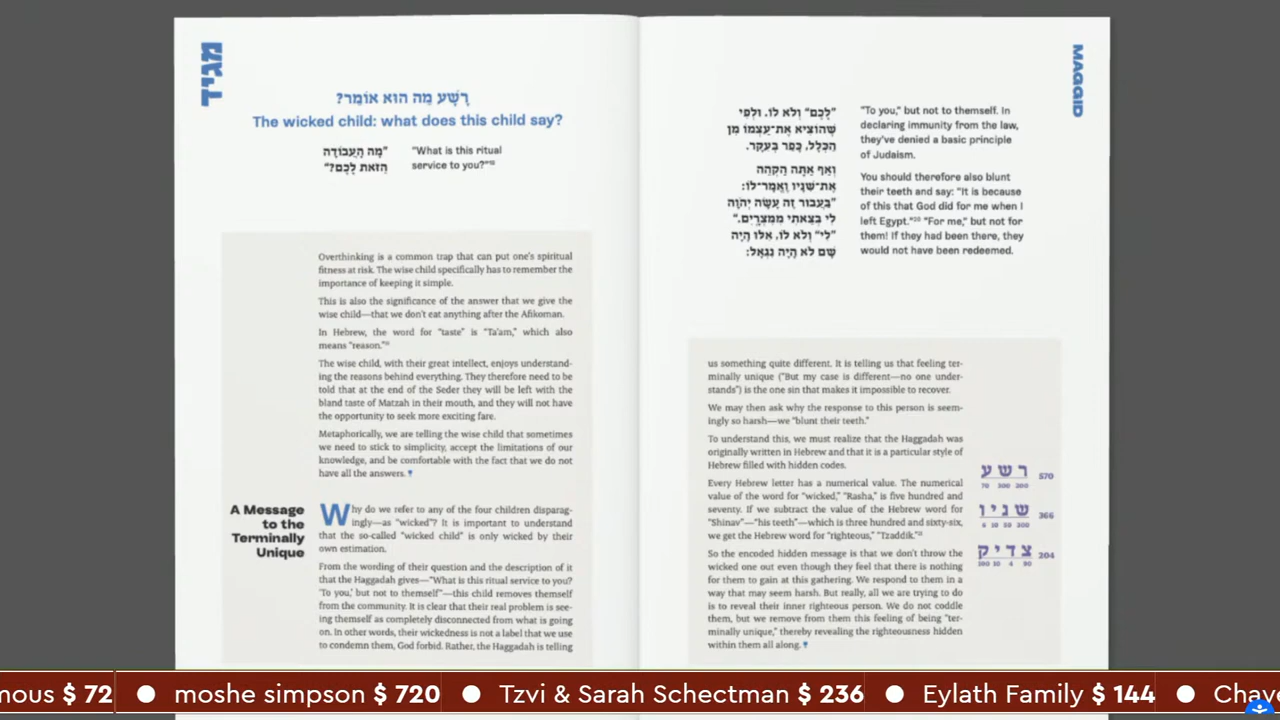 מגיד
רָשָׁע מַה הוּא אוֹמֵר?
The wicked child: what does this child say?
"מָה הָעֲבוֹדָה
הַזֹּאת לָכֶם?"
"What is this ritual
service to you?"
Overthinking is a common trap that can put one's spiritual
fitness at risk. The wise child specifically has to remember the
importance of keeping it simple.
This is also the significance of the answer that we give the
wise child—that we don't eat anything after the Afikoman.
In Hebrew, the word for "taste" is "Ta'am," which also
means "reason."
The wise child, with their great intellect, enjoys understand-
ing the reasons behind everything. They therefore need to be
told that at the end of the Seder they will be left with the
bland taste of Matzah in their mouth, and they will not have
the opportunity to seek more exciting fare.
Metaphorically, we are telling the wise child that sometimes
we need to stick to simplicity, accept the limitations of our
knowledge, and be comfortable with the fact that we do not
have all the answers.
A Message
to the
Terminally
Unique
Why do we refer to any of the four children disparag-
ingly—as "wicked"? It is important to understand
that the so-called "wicked child" is only wicked by their
own estimation.
From the wording of their question and the description of it
that the Haggadah gives—"What is this ritual service to you?
'To you,' but not to themself"—this child removes themself
from the community. It is clear that their real problem is see-
ing themself as completely disconnected from what is going
on. In other words, their wickedness is not a label that we use
to condemn them, God forbid. Rather, the Haggadah is telling
MAGGID
"לָכֶם" וְלֹא לוֹ. וּלְפִי
שֶׁהוֹצִיא אֶת־עַצְמוֹ מִן
הַכְּלָל, כָּפַר בְּעִקָּר.
וְאַף אַתָּה הַקְהֵה
אֶת־שִׁנָּיו וֶאֱמָר־לוֹ:
"בַּעֲבוּר זֶה עָשָׂה יְהֹוָה
לִי בְּצֵאתִי מִמִּצְרָיִם."
"לִי" וְלֹא לוֹ, אִלּוּ הָיָה
שָׁם לֹא הָיָה נִגְאָל:
"To you," but not to themself. In
declaring immunity from the law,
they've denied a basic principle
of Judaism.
You should therefore also blunt
their teeth and say: "It is because
of this that God did for me when I
left Egypt."²⁰ "For me," but not for
them! If they had been there, they
would not have been redeemed.
us something quite different. It is telling us that feeling ter-
minally unique ("But my case is different—no one under-
stands") is the one sin that makes it impossible to recover.
We may then ask why the response to this person is seem-
ingly so harsh—we "blunt their teeth."
To understand this, we must realize that the Haggadah was
originally written in Hebrew and that it is a particular style of
Hebrew filled with hidden codes.
Every Hebrew letter has a numerical value. The numerical
value of the word for "wicked," "Rasha," is five hundred and
seventy. If we subtract the value of the Hebrew word for
"Shinav"—"his teeth"—which is three hundred and sixty-six,
we get the Hebrew word for "righteous," "Tzaddik."
So the encoded hidden message is that we don't throw the
wicked one out even though they feel that there is nothing
for them to gain at this gathering. We respond to them in a
way that may seem harsh. But really, all we are trying to do
is to reveal their inner righteous person. We do not coddle
them, but we remove from them this feeling of being "ter-
minally unique," thereby revealing the righteousness hidden
within them all along.
רשע 570
70 300 200
שניו 366
6 10 50 300
צדיק 204
100 10 4 90
mous $ 72 ● moshe simpson $ 720 ● Tzvi & Sarah Schectman $ 236 ● Eylath Family $ 144 ● Chav